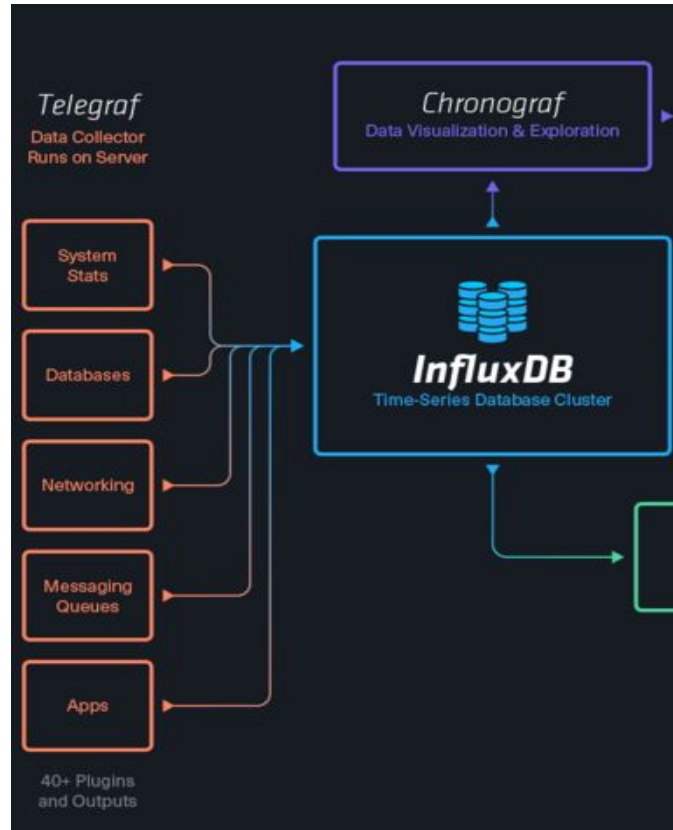 Telegraf
Data Collector
Runs on Server
System
Stats
Databases
Networking
Messaging
Queues
Apps
40+ Plugins
and Outputs
Chronograf
Data Visualization & Exploration
InfluxDB
Time-Series Database Cluster